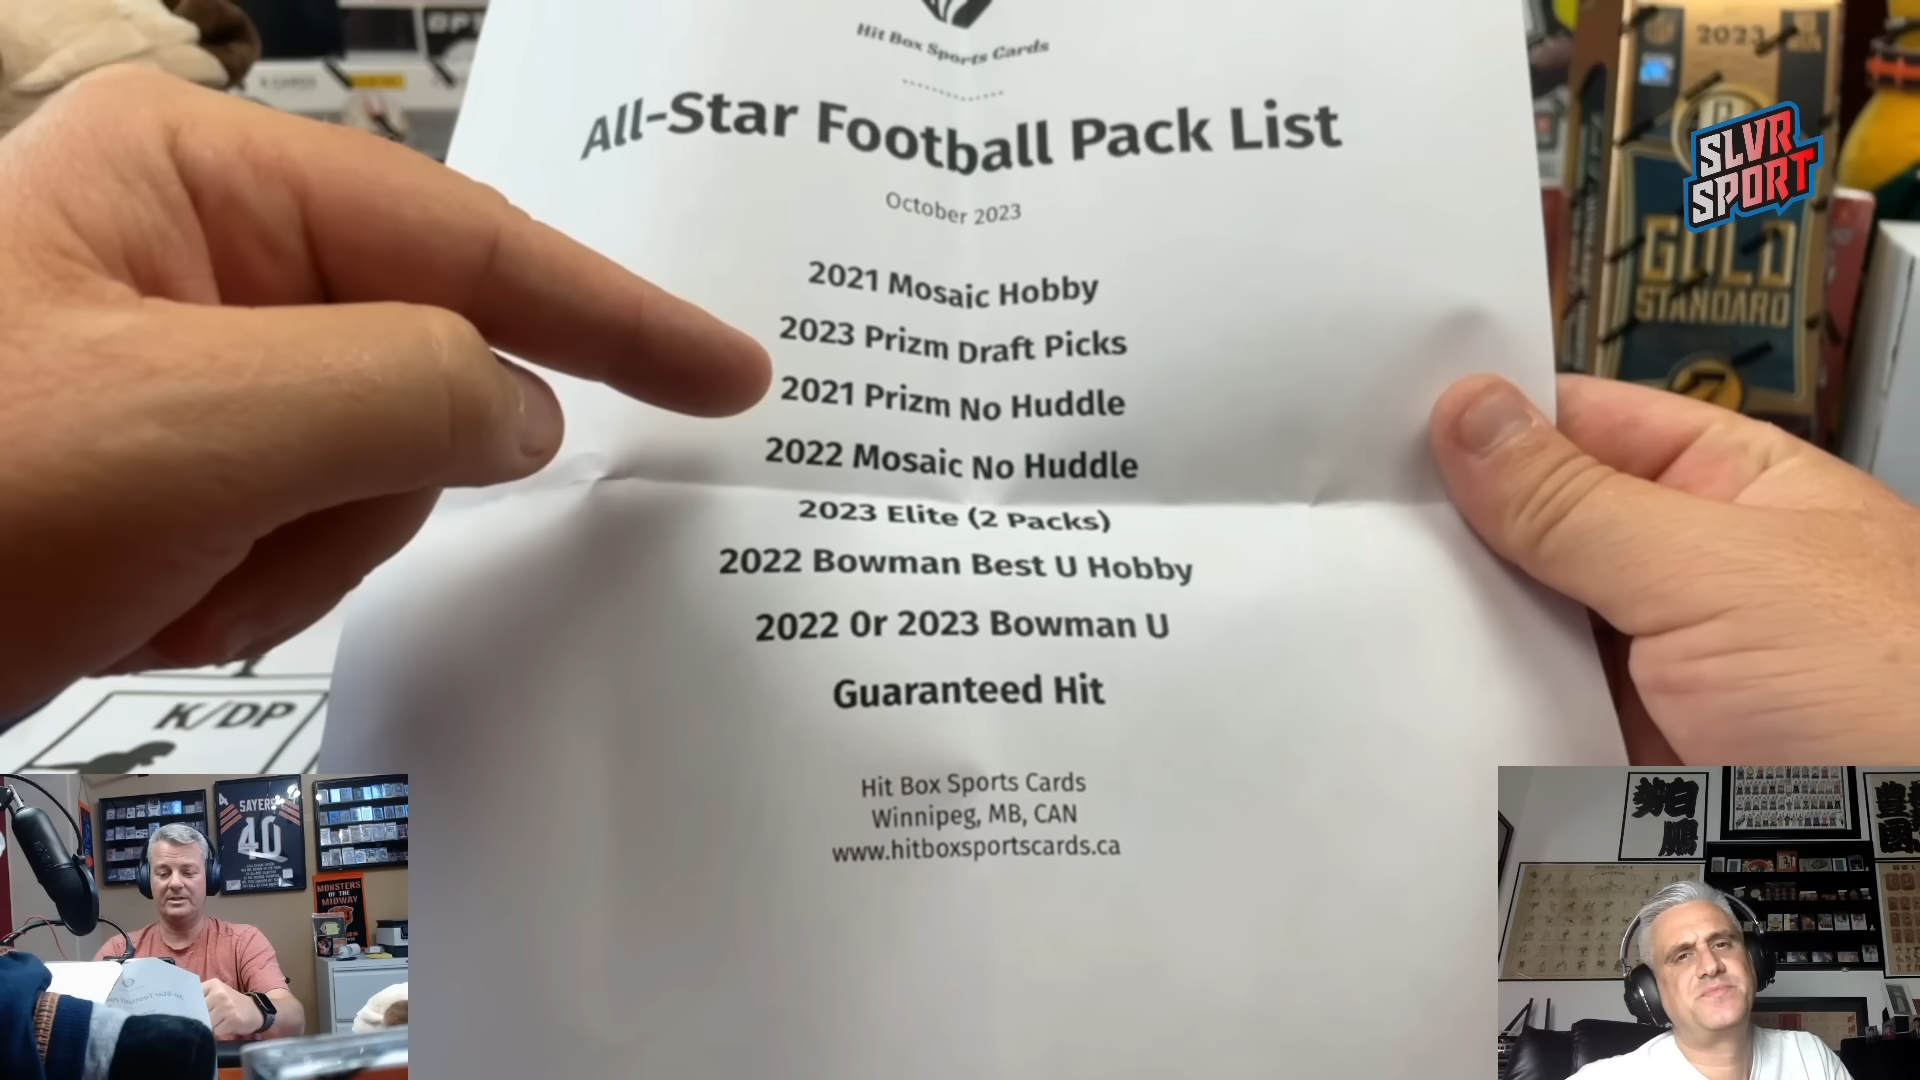 Hit Box Sports Cards
All-Star Football Pack List
October 2023
2021 Mosaic Hobby
2023 Prizm Draft Picks
2021 Prizm No Huddle
2022 Mosaic No Huddle
2023 Elite (2 Packs)
2022 Bowman Best U Hobby
2022 Or 2023 Bowman U
Guaranteed Hit
Hit Box Sports Cards
Winnipeg, MB, CAN
www.hitboxsportscards.ca
2023
GOLD
STANDARD
7
SLVR
SPORT
K/DP
SAYERS
40
MONSTERS
OF THE
MIDWAY